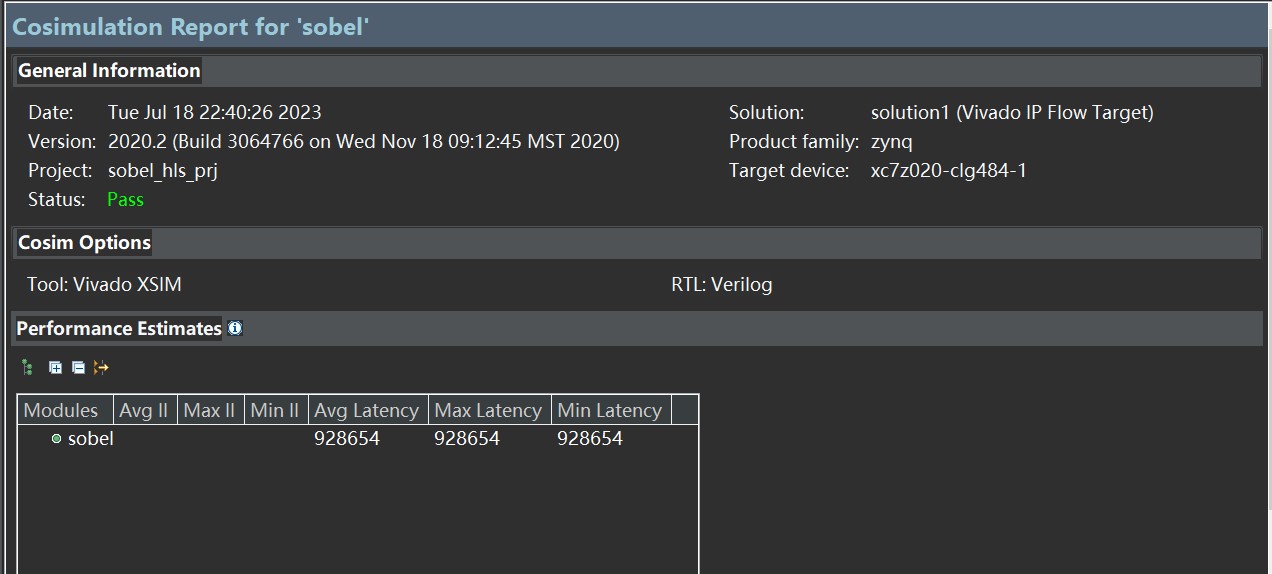 Cosimulation Report for 'sobel'
General Information
Date: Tue Jul 18 22:40:26 2023
Version: 2020.2 (Build 3064766 on Wed Nov 18 09:12:45 MST 2020)
Project: sobel_hls_prj
Status: Pass
Solution: solution1 (Vivado IP Flow Target)
Product family: zynq
Target device: xc7z020-clg484-1
Cosim Options
Tool: Vivado XSIM
RTL: Verilog
Performance Estimates
Modules Avg II Max II Min II Avg Latency Max Latency Min Latency
sobel 928654 928654 928654